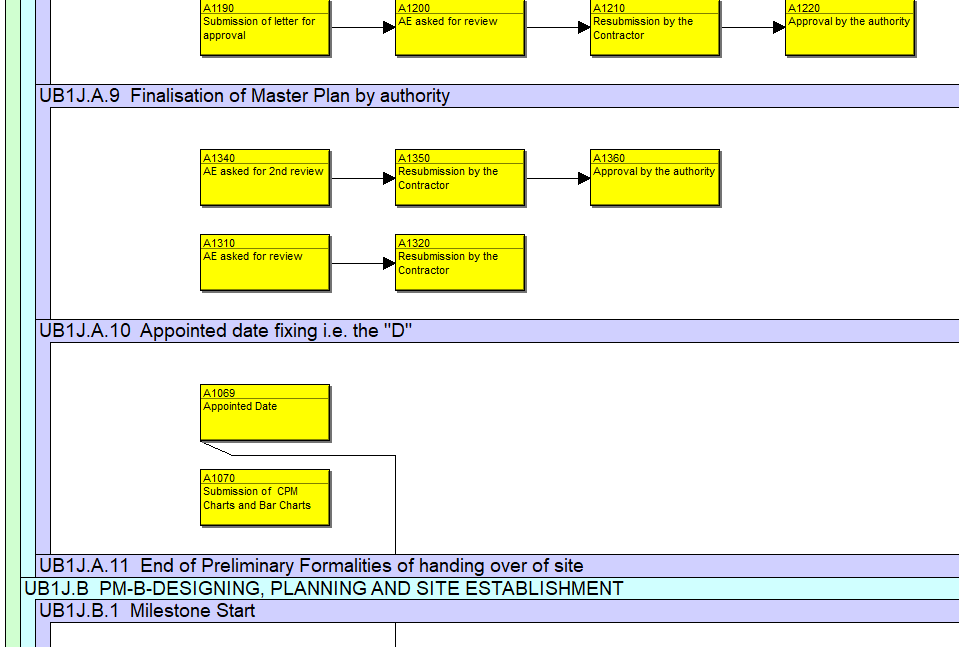 A1190
Submission of letter for
approval
A1200
AE asked for review
A1210
Resubmission by the
Contractor
A1220
Approval by the authority
UB1J.A.9 Finalisation of Master Plan by authority
A1340
AE asked for 2nd review
A1350
Resubmission by the
Contractor
A1360
Approval by the authority
A1310
AE asked for review
A1320
Resubmission by the
Contractor
UB1J.A.10 Appointed date fixing i.e. the "D"
A1069
Appointed Date
A1070
Submission of CPM
Charts and Bar Charts
UB1J.A.11 End of Preliminary Formalities of handing over of site
UB1J.B PM-B-DESIGNING, PLANNING AND SITE ESTABLISHMENT
UB1J.B.1 Milestone Start